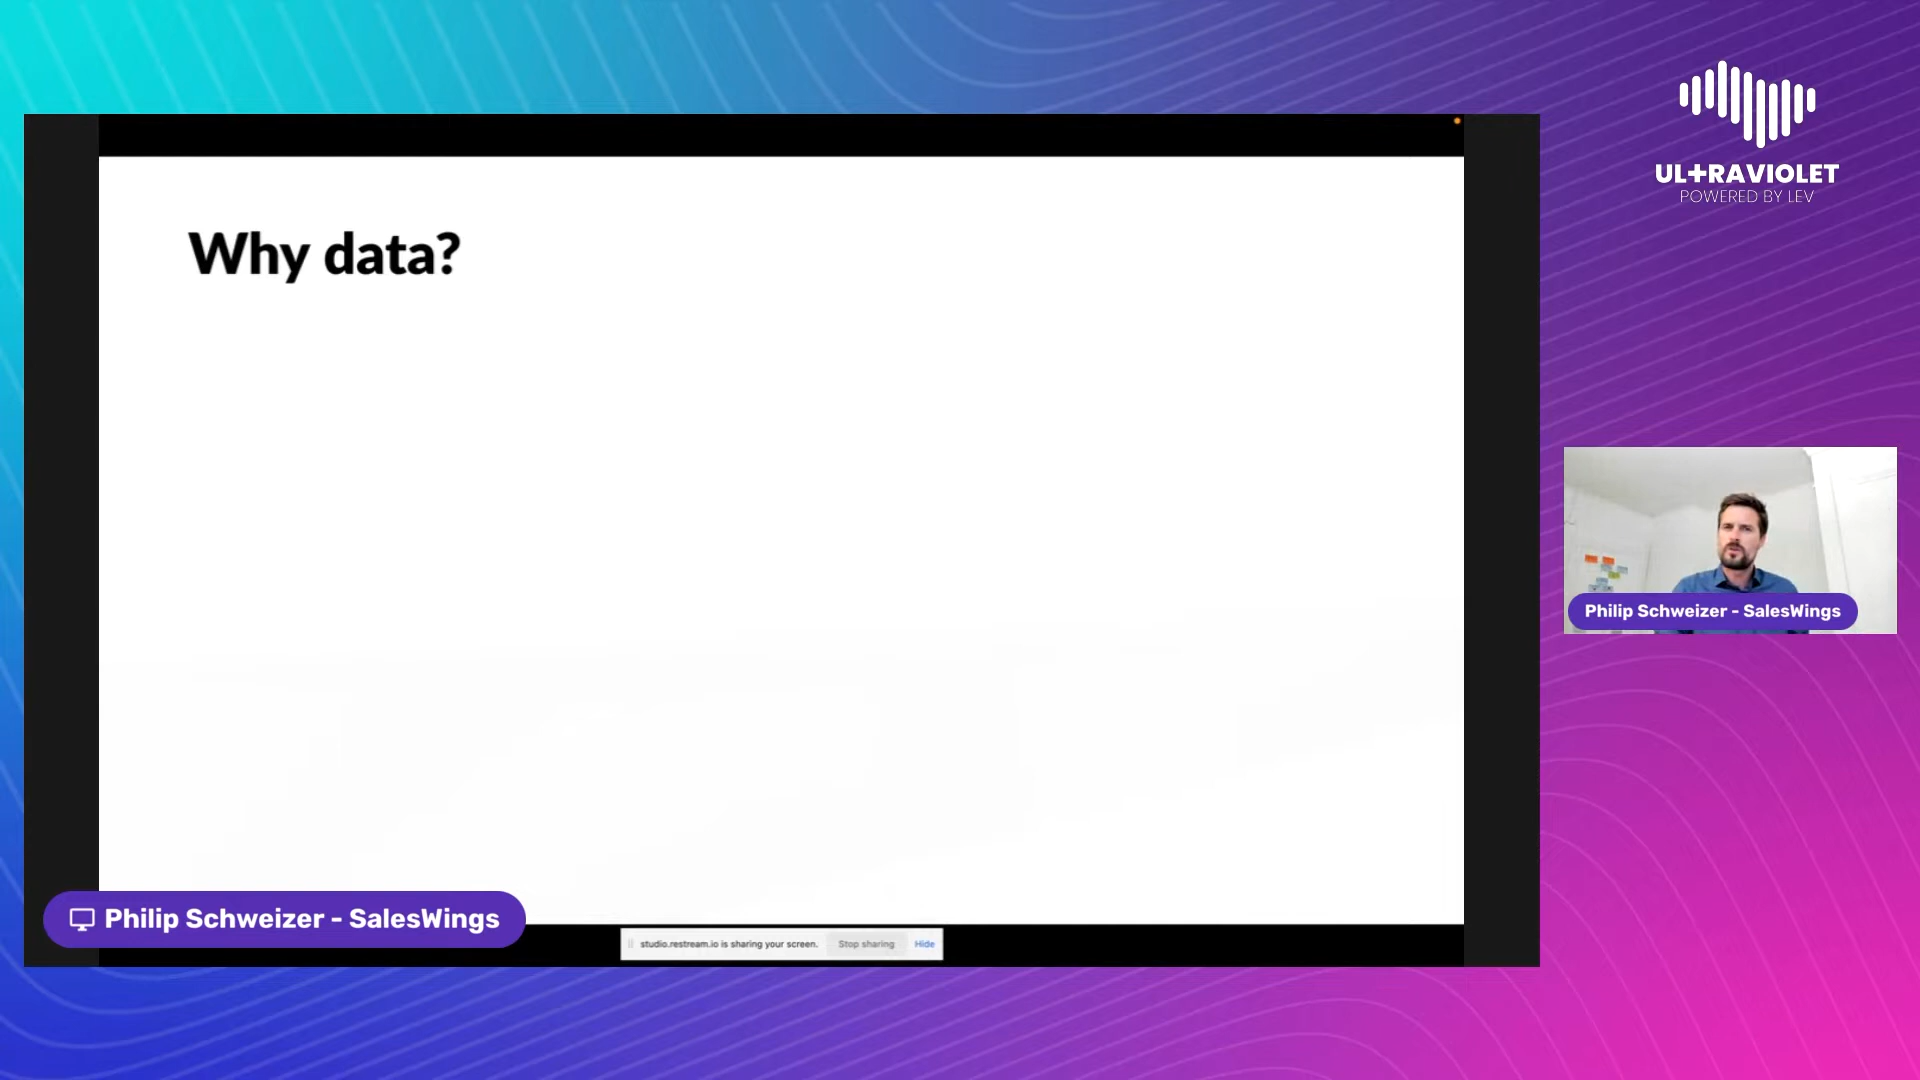 UL+RAVIOLET
POWERED BY LEV
Why data?
Philip Schweizer - SalesWings
Philip Schweizer - SalesWings
studio.restream.io is sharing your screen. Stop sharing Hide